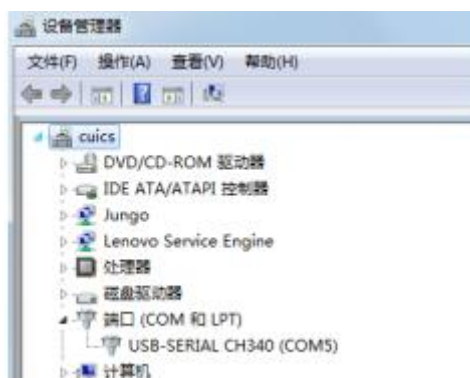 设备管理器
文件(F) 操作(A) 查看(V) 帮助(H)
cuics
DVD/CD-ROM 驱动器
IDE ATA/ATAPI 控制器
Jungo
Lenovo Service Engine
处理器
磁盘驱动器
端口 (COM 和 LPT)
USB-SERIAL CH340 (COM5)
计算机